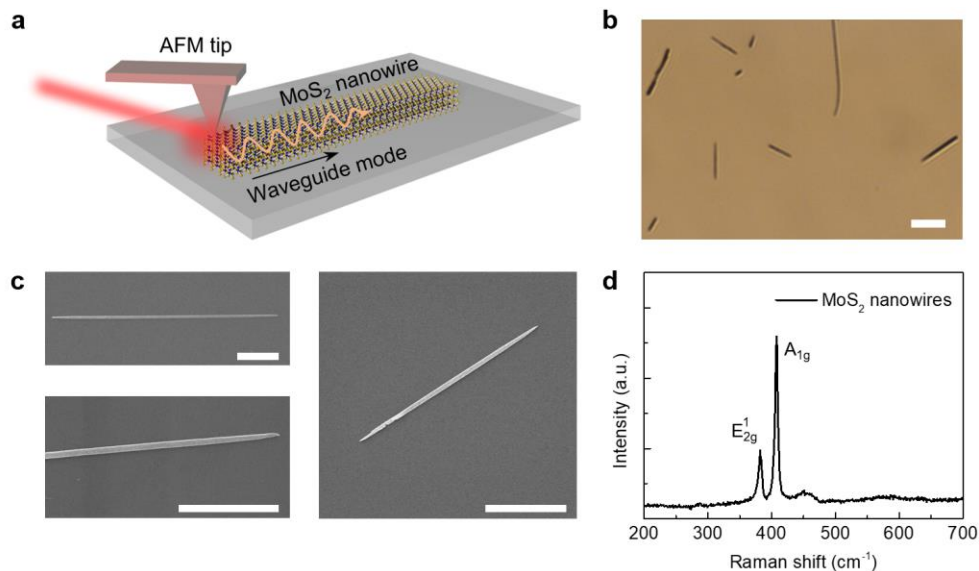 a
AFM tip
MoS₂ nanowire
Waveguide mode
b
c
d
MoS₂ nanowires
A₁g
E¹₂g
Intensity (a.u.)
200 300 400 500 600 700
Raman shift (cm⁻¹)